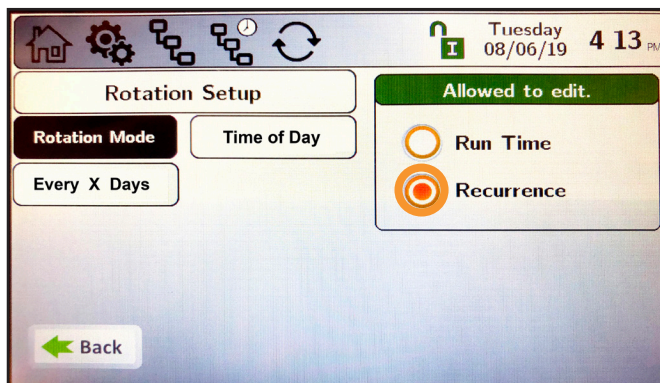 I
Tuesday
08/06/19
4 13 PM
Rotation Setup
Allowed to edit.
Rotation Mode
Time of Day
Run Time
Every X Days
Recurrence
Back